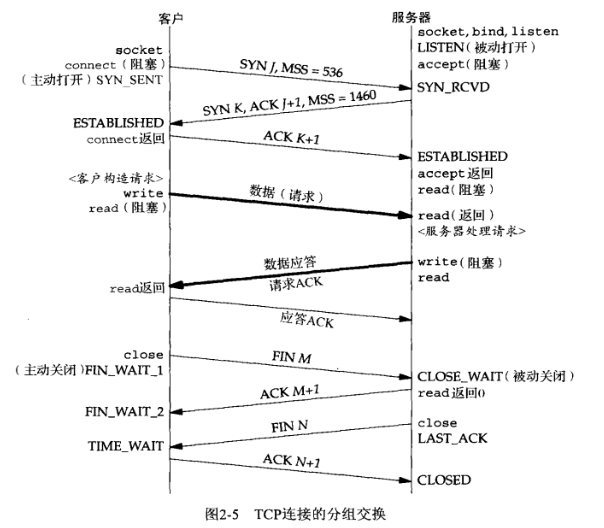 客户
服务器
socket, bind, listen
LISTEN(被动打开)
accept(阻塞)
socket
connect(阻塞)
(主动打开) SYN_SENT
SYN J, MSS = 536
SYN_RCVD
SYN K, ACK J+1, MSS = 1460
ESTABLISHED
connect返回
ACK K+1
ESTABLISHED
accept返回
read(阻塞)
<客户构造请求>
write
read(阻塞)
数据(请求)
read(返回)
<服务器处理请求>
数据应答
请求ACK
write(阻塞)
read
read返回
应答ACK
close
(主动关闭)FIN_WAIT_1
FIN M
CLOSE_WAIT(被动关闭)
read返回0
ACK M+1
FIN_WAIT_2
FIN N
close
LAST_ACK
TIME_WAIT
ACK N+1
CLOSED
图2-5 TCP连接的分组交换